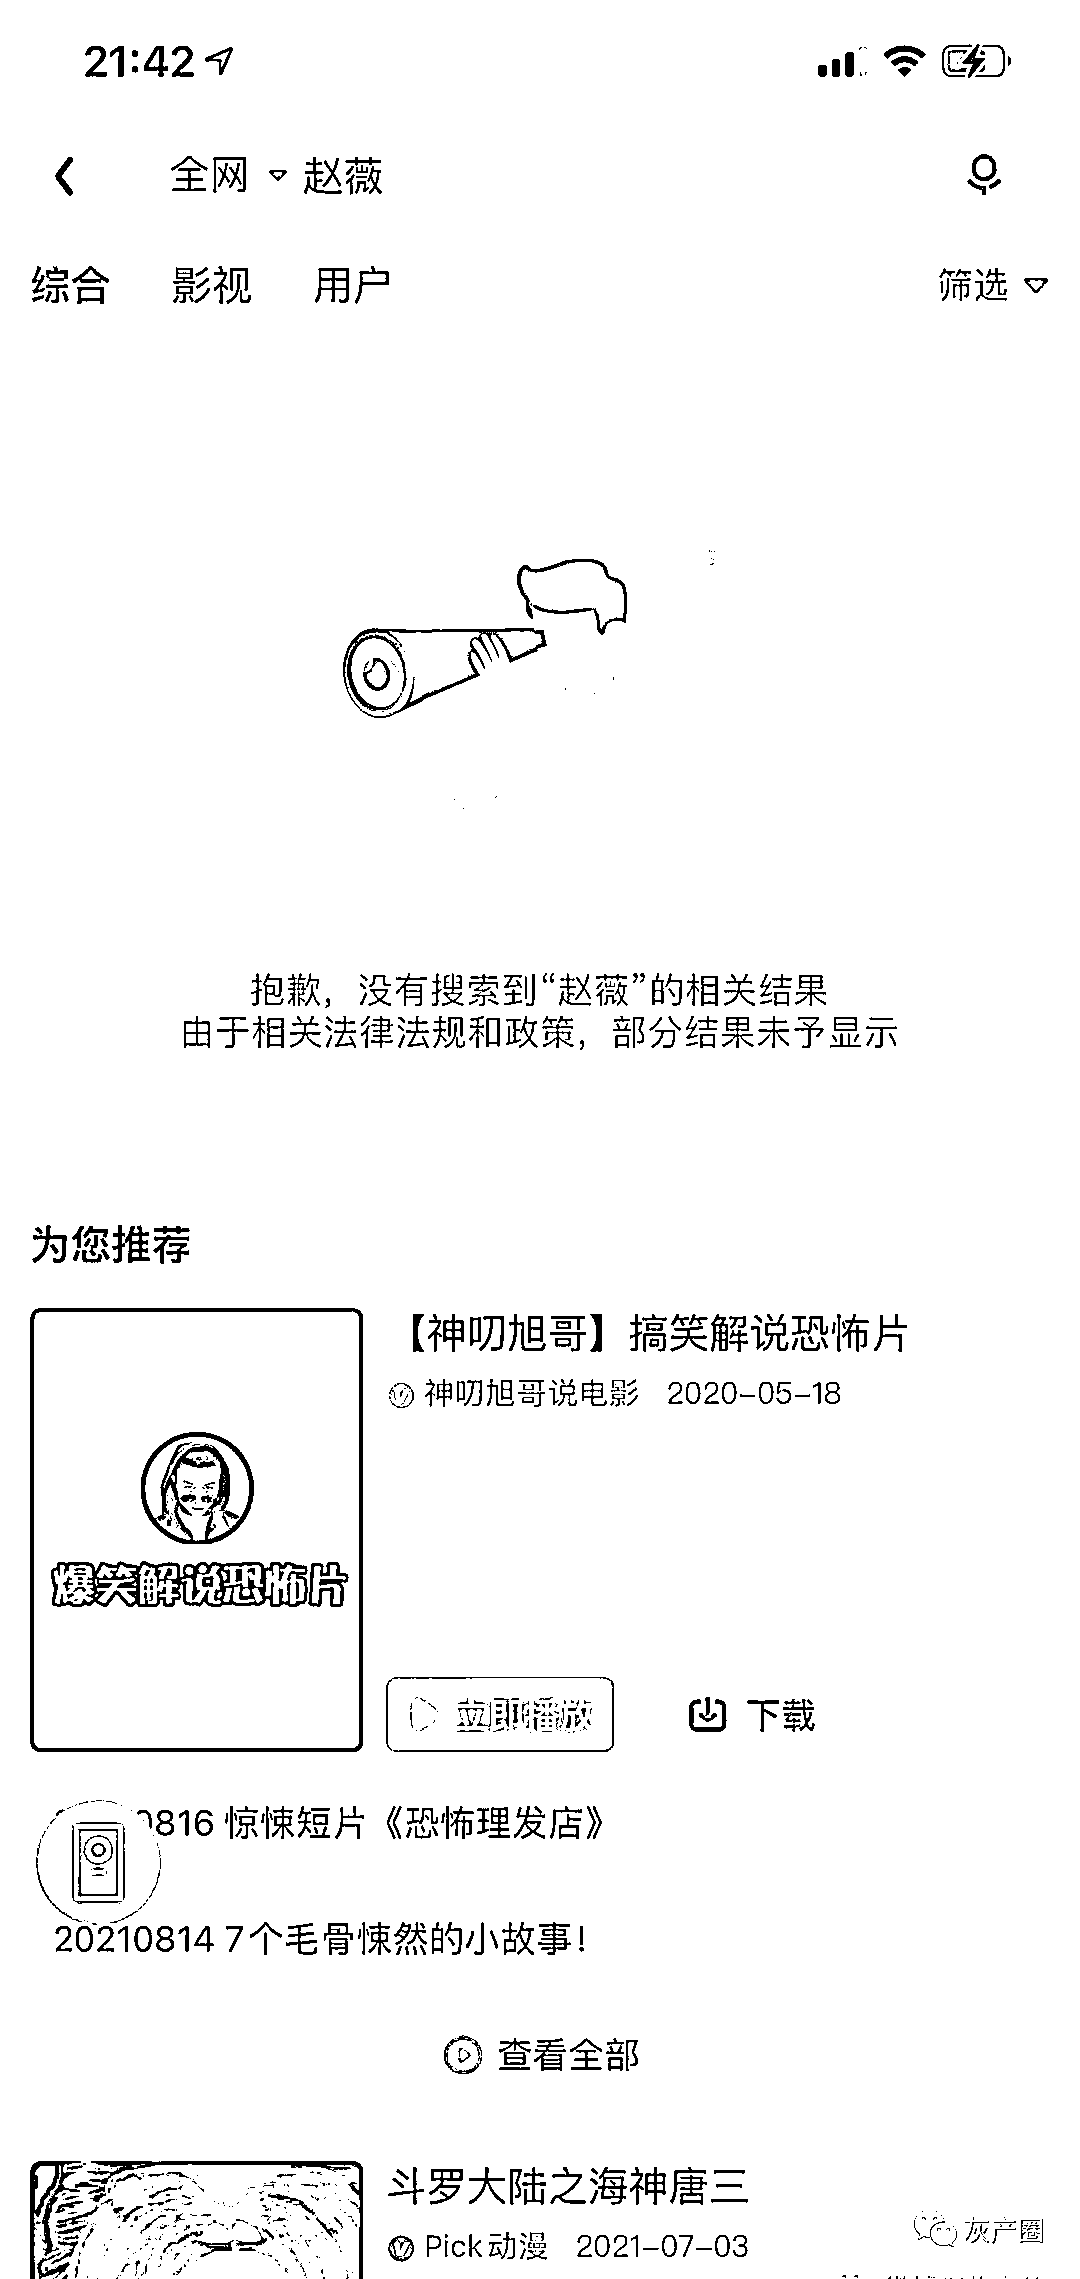 21:42
全网 赵薇
综合 影视 用户 筛选
抱歉，没有搜索到“赵薇”的相关结果
由于相关法律法规和政策，部分结果未予显示
为您推荐
【神叨旭哥】搞笑解说恐怖片
神叨旭哥说电影 2020-05-18
爆笑解说恐怖片
立即播放 下载
0816 惊悚短片《恐怖理发店》
20210814 7个毛骨悚然的小故事！
查看全部
斗罗大陆之海神唐三
Pick动漫 2021-07-03
灰产圈